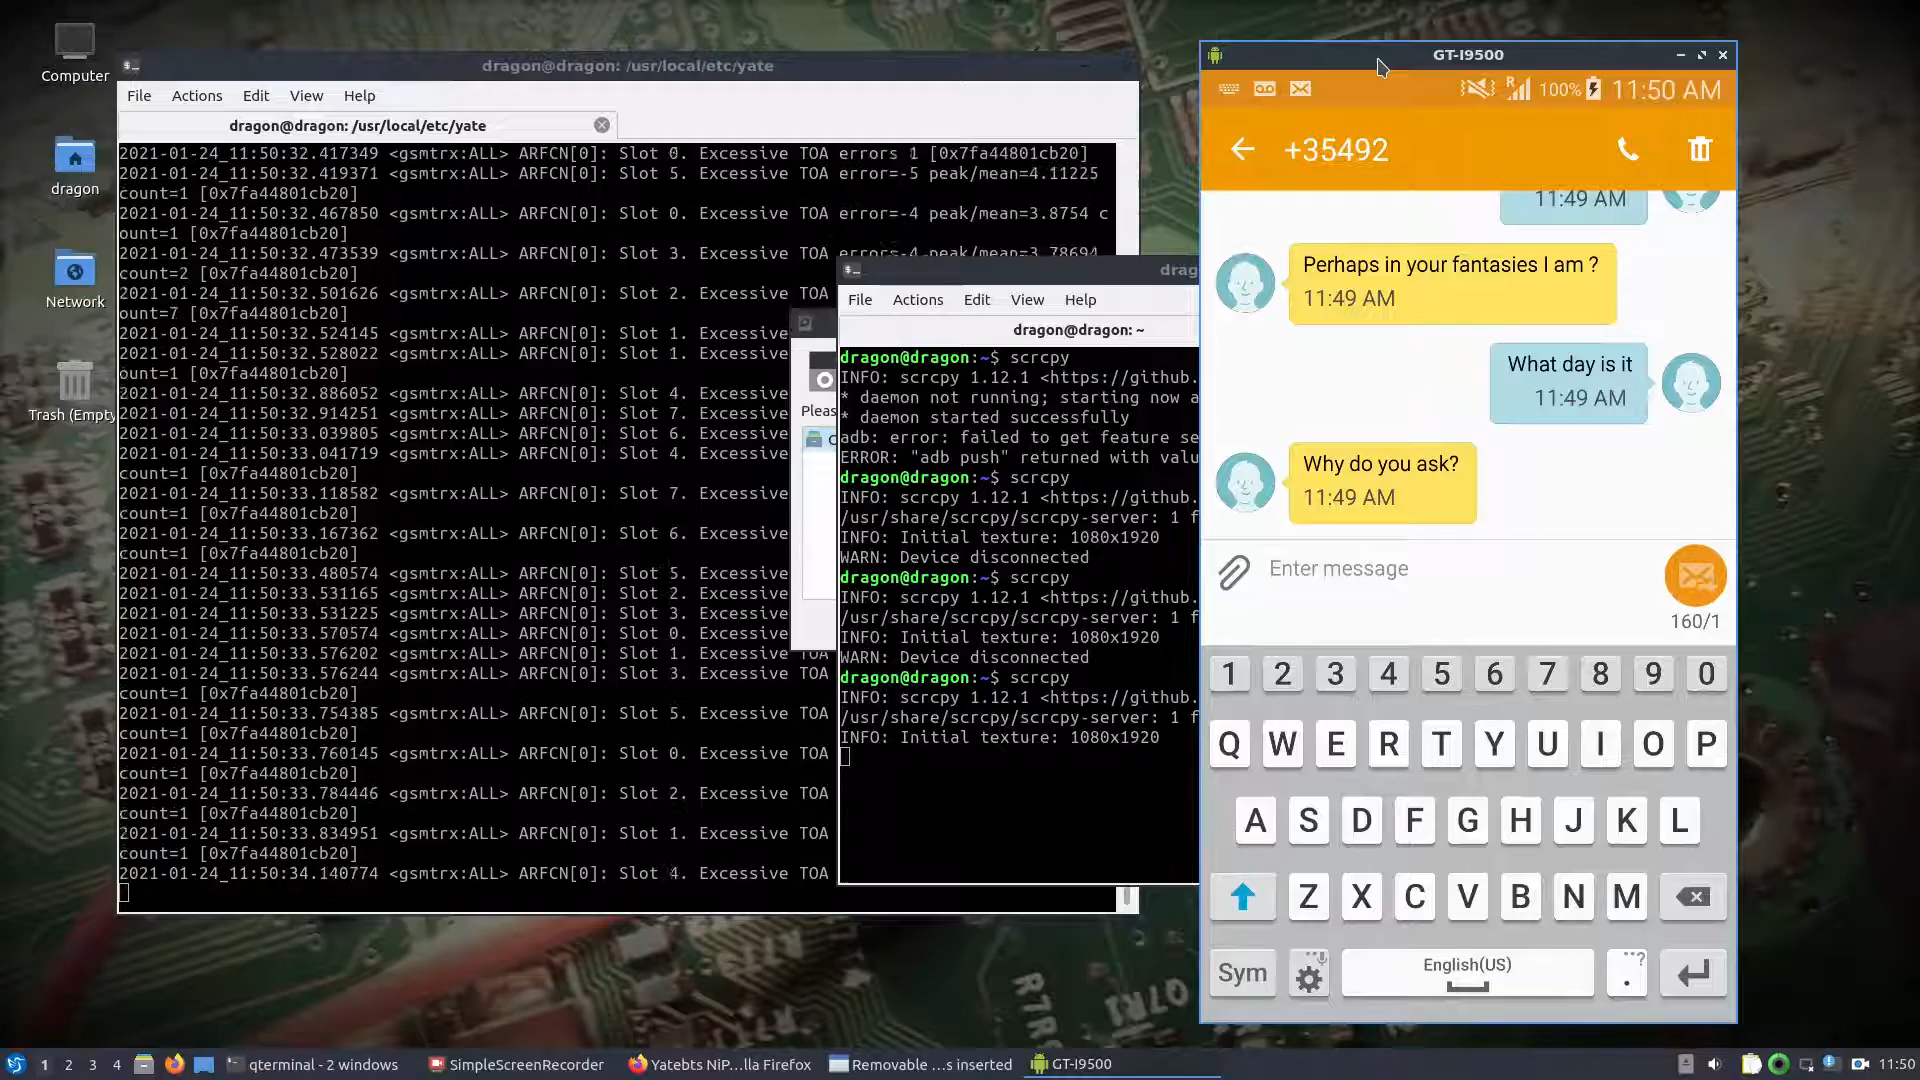 Computer
dragon
Network
Trash (Empty
dragon@dragon: /usr/local/etc/yate
File Actions Edit View Help
dragon@dragon: /usr/local/etc/yate
2021-01-24_11:50:32.417349 <gsmtrx:ALL> ARFCN[0]: Slot 0. Excessive TOA errors 1 [0x7fa44801cb20]
2021-01-24_11:50:32.419371 <gsmtrx:ALL> ARFCN[0]: Slot 5. Excessive TOA error=-5 peak/mean=4.11225
count=1 [0x7fa44801cb20]
2021-01-24_11:50:32.467850 <gsmtrx:ALL> ARFCN[0]: Slot 0. Excessive TOA error=-4 peak/mean=3.8754 c
ount=1 [0x7fa44801cb20]
2021-01-24_11:50:32.473539 <gsmtrx:ALL> ARFCN[0]: Slot 3. Excessive TOA errors-4 peak/mean=3.78694
count=2 [0x7fa44801cb20]
2021-01-24_11:50:32.501626 <gsmtrx:ALL> ARFCN[0]: Slot 2. Excessive TOA
ount=7 [0x7fa44801cb20]
2021-01-24_11:50:32.524145 <gsmtrx:ALL> ARFCN[0]: Slot 1. Excessive
2021-01-24_11:50:32.528022 <gsmtrx:ALL> ARFCN[0]: Slot 1. Excessive
ount=1 [0x7fa44801cb20]
2021-01-24_11:50:32.886052 <gsmtrx:ALL> ARFCN[0]: Slot 4. Excessive
2021-01-24_11:50:32.914251 <gsmtrx:ALL> ARFCN[0]: Slot 7. Excessive
2021-01-24_11:50:33.039805 <gsmtrx:ALL> ARFCN[0]: Slot 6. Excessive
2021-01-24_11:50:33.041719 <gsmtrx:ALL> ARFCN[0]: Slot 4. Excessive
count=1 [0x7fa44801cb20]
2021-01-24_11:50:33.118582 <gsmtrx:ALL> ARFCN[0]: Slot 7. Excessive
count=1 [0x7fa44801cb20]
2021-01-24_11:50:33.167362 <gsmtrx:ALL> ARFCN[0]: Slot 6. Excessive
count=1 [0x7fa44801cb20]
2021-01-24_11:50:33.480574 <gsmtrx:ALL> ARFCN[0]: Slot 5. Excessive
2021-01-24_11:50:33.531165 <gsmtrx:ALL> ARFCN[0]: Slot 2. Excessive
2021-01-24_11:50:33.531225 <gsmtrx:ALL> ARFCN[0]: Slot 3. Excessive
2021-01-24_11:50:33.570574 <gsmtrx:ALL> ARFCN[0]: Slot 0. Excessive
2021-01-24_11:50:33.576202 <gsmtrx:ALL> ARFCN[0]: Slot 1. Excessive TOA
2021-01-24_11:50:33.576244 <gsmtrx:ALL> ARFCN[0]: Slot 3. Excessive TOA
count=1 [0x7fa44801cb20]
2021-01-24_11:50:33.754385 <gsmtrx:ALL> ARFCN[0]: Slot 5. Excessive TOA
count=1 [0x7fa44801cb20]
2021-01-24_11:50:33.760145 <gsmtrx:ALL> ARFCN[0]: Slot 0. Excessive TOA
count=1 [0x7fa44801cb20]
2021-01-24_11:50:33.784446 <gsmtrx:ALL> ARFCN[0]: Slot 2. Excessive TOA
count=1 [0x7fa44801cb20]
2021-01-24_11:50:33.834951 <gsmtrx:ALL> ARFCN[0]: Slot 1. Excessive TOA
count=1 [0x7fa44801cb20]
2021-01-24_11:50:34.140774 <gsmtrx:ALL> ARFCN[0]: Slot 4. Excessive TOA
Pleas
drag
File Actions Edit View Help
dragon@dragon: ~
dragon@dragon:~$ scrcpy
INFO: scrcpy 1.12.1 <https://github.
* daemon not running; starting now a
* daemon started successfully
adb: error: failed to get feature se
ERROR: "adb push" returned with valu
dragon@dragon:~$ scrcpy
INFO: scrcpy 1.12.1 <https://github.
/usr/share/scrcpy/scrcpy-server: 1 f
INFO: Initial texture: 1080x1920
WARN: Device disconnected
dragon@dragon:~$ scrcpy
INFO: scrcpy 1.12.1 <https://github.
/usr/share/scrcpy/scrcpy-server: 1 f
INFO: Initial texture: 1080x1920
WARN: Device disconnected
dragon@dragon:~$ scrcpy
INFO: scrcpy 1.12.1 <https://github.
/usr/share/scrcpy/scrcpy-server: 1 f
INFO: Initial texture: 1080x1920
GT-I9500
R 100% 11:50 AM
+35492
11:49 AM
Perhaps in your fantasies I am ?
11:49 AM
What day is it
11:49 AM
Why do you ask?
11:49 AM
Enter message
160/1
1 2 3 4 5 6 7 8 9 0
Q W E R T Y U I O P
A S D F G H J K L
Z X C V B N M
Sym English(US) . ...?
1 2 3 4 qterminal - 2 windows SimpleScreenRecorder Yatebts NiP...lla Firefox Removable ...s inserted GT-I9500 11:50